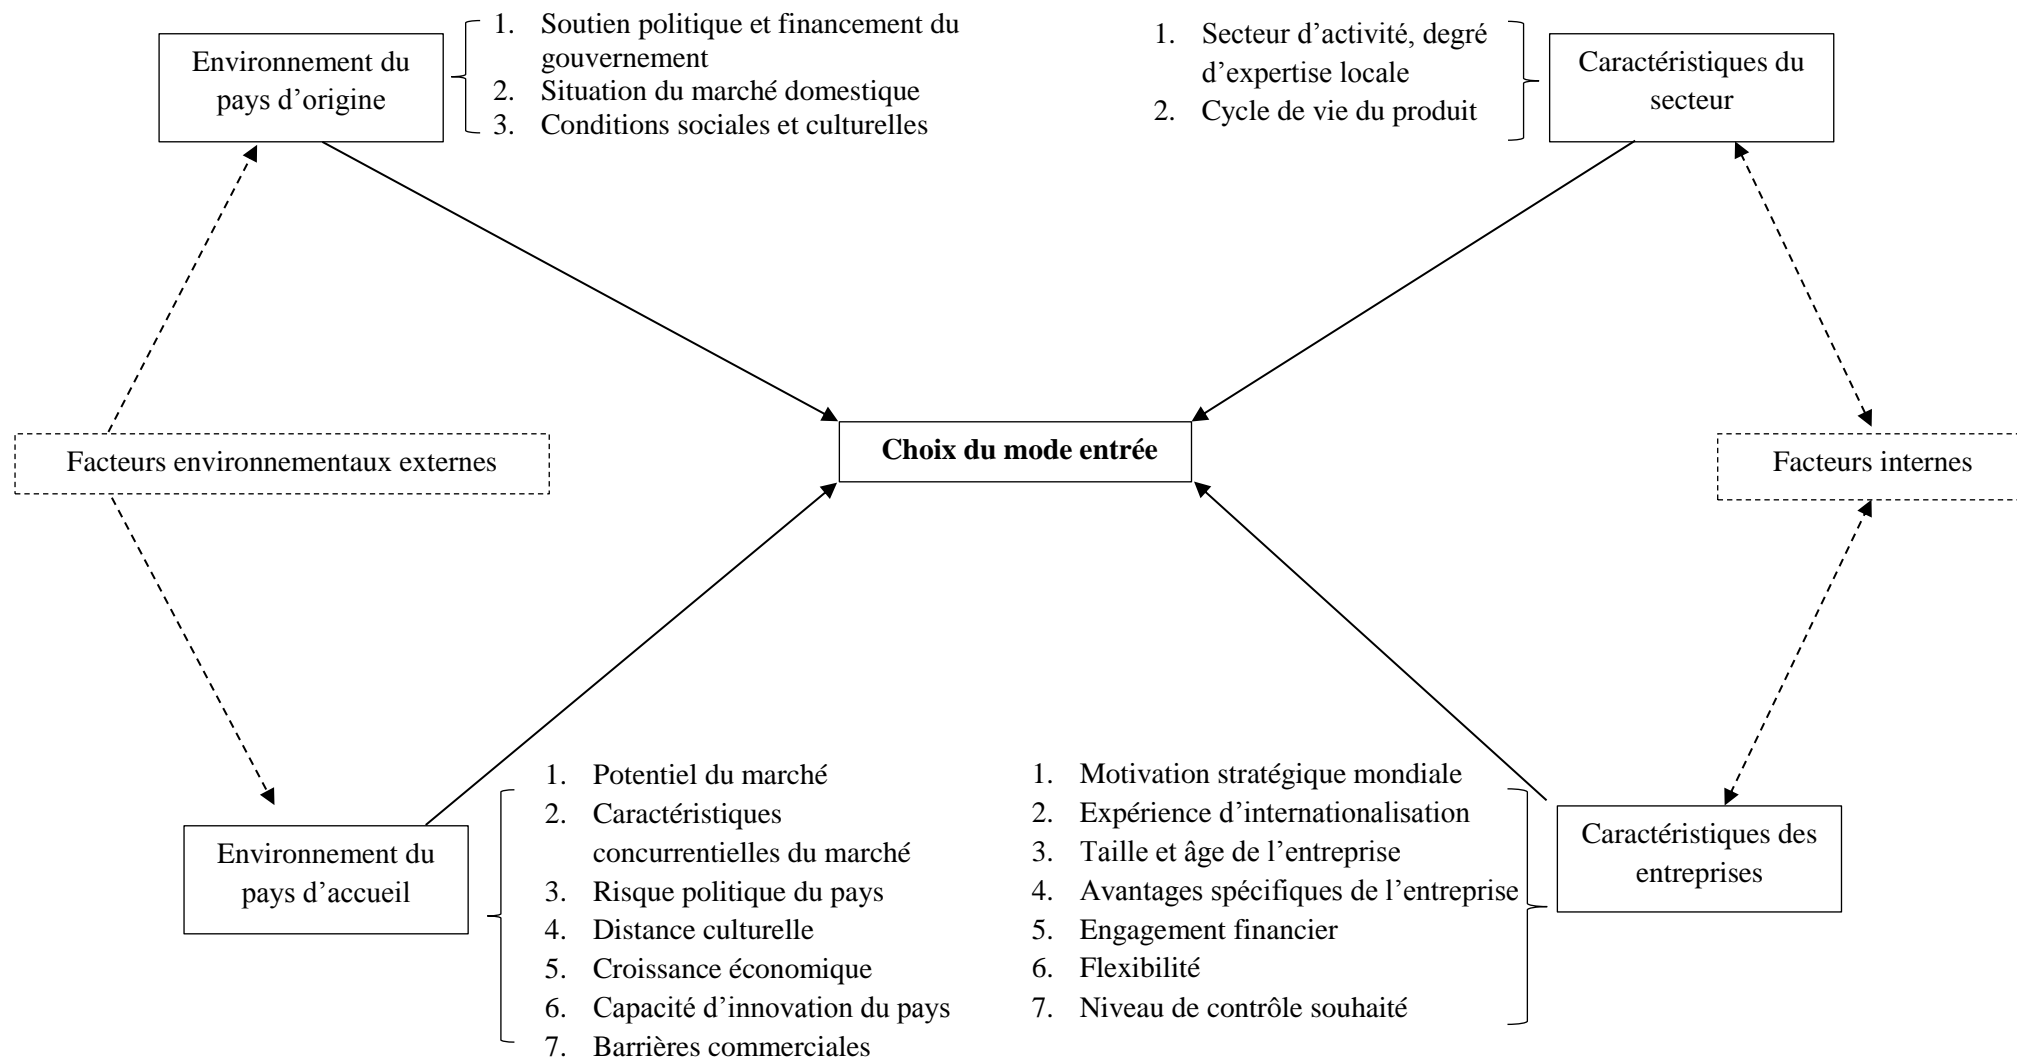 Environnement du
pays d’origine
1. Soutien politique et financement du
gouvernement
2. Situation du marché domestique
3. Conditions sociales et culturelles
1. Secteur d’activité, degré
d’expertise locale
2. Cycle de vie du produit
Caractéristiques du
secteur
Facteurs environnementaux externes
Choix du mode entrée
Facteurs internes
Environnement du
pays d’accueil
1. Potentiel du marché
2. Caractéristiques
concurrentielles du marché
3. Risque politique du pays
4. Distance culturelle
5. Croissance économique
6. Capacité d’innovation du pays
7. Barrières commerciales
1. Motivation stratégique mondiale
2. Expérience d’internationalisation
3. Taille et âge de l’entreprise
4. Avantages spécifiques de l’entreprise
5. Engagement financier
6. Flexibilité
7. Niveau de contrôle souhaité
Caractéristiques des
entreprises